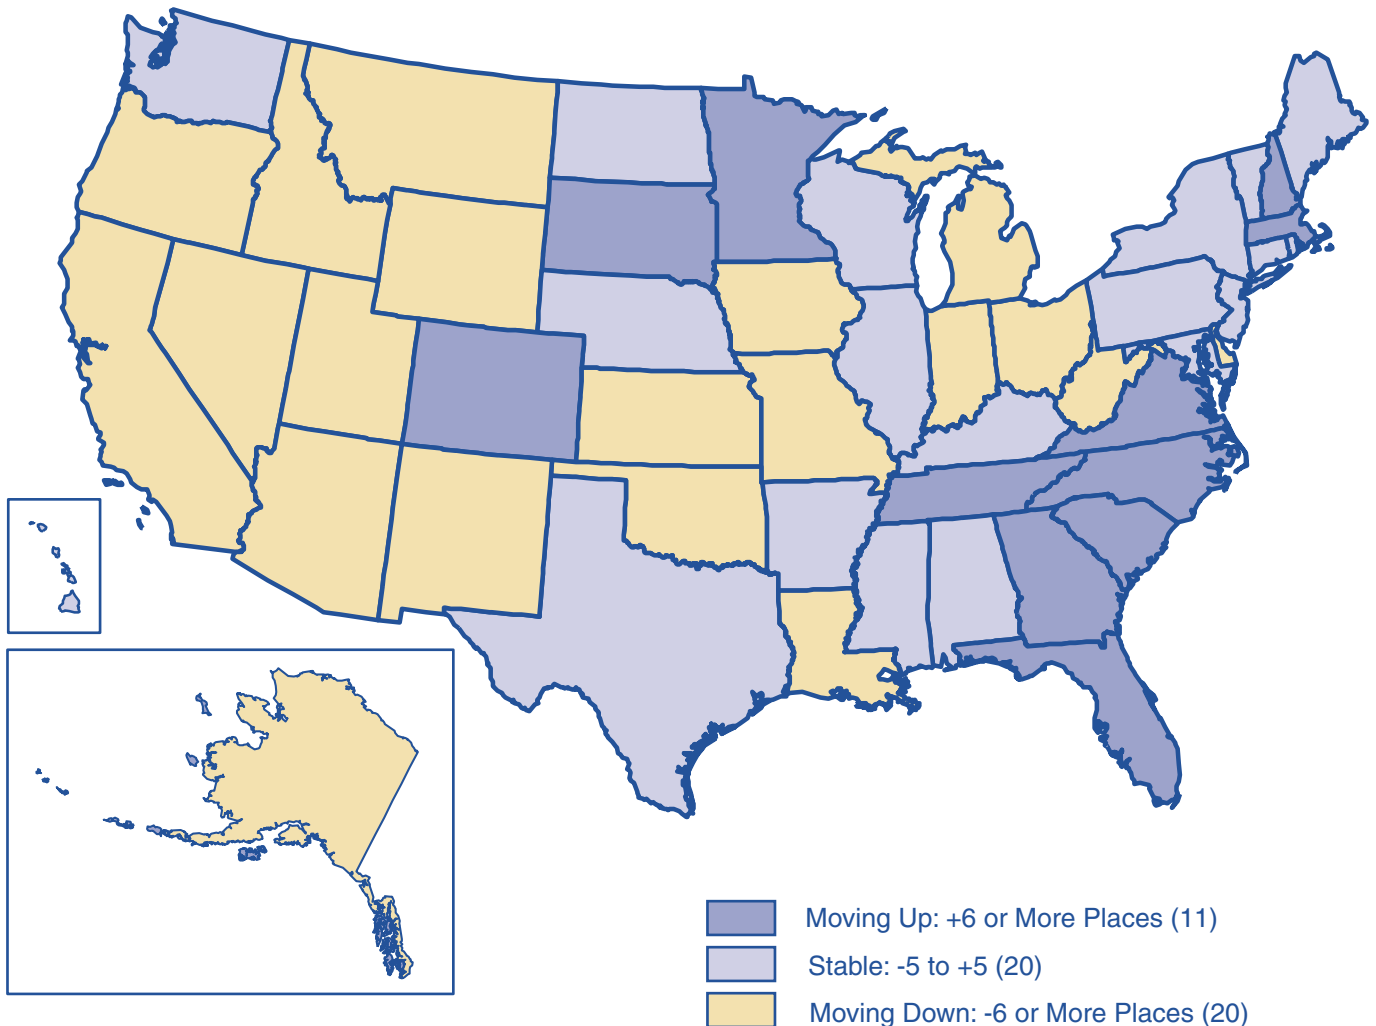 Moving Up: +6 or More Places (11)
Stable: -5 to +5 (20)
Moving Down: -6 or More Places (20)